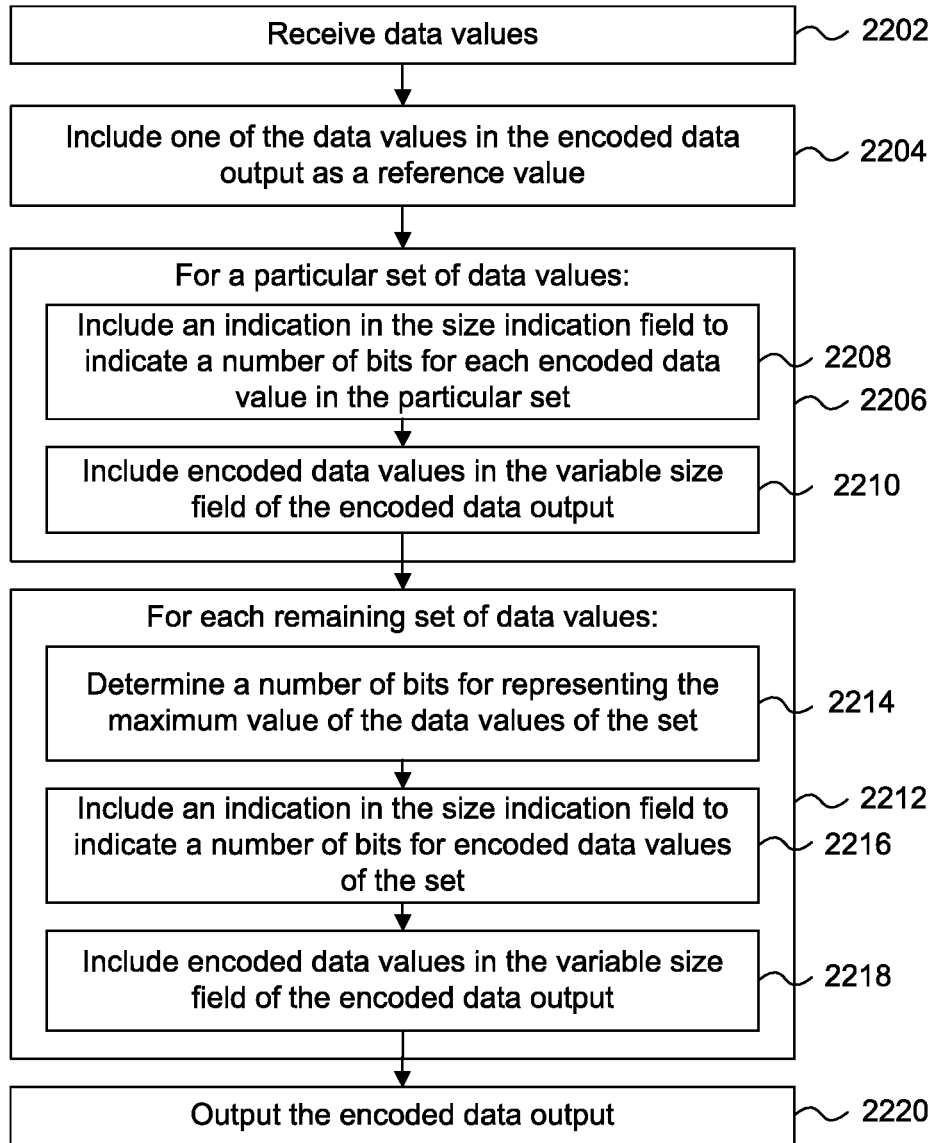 Receive data values
2202
Include one of the data values in the encoded data
output as a reference value
2204
For a particular set of data values:
Include an indication in the size indication field to
indicate a number of bits for each encoded data
value in the particular set
2208
2206
Include encoded data values in the variable size
field of the encoded data output
2210
For each remaining set of data values:
Determine a number of bits for representing the
maximum value of the data values of the set
2214
2212
Include an indication in the size indication field to
indicate a number of bits for encoded data values
of the set
2216
Include encoded data values in the variable size
field of the encoded data output
2218
Output the encoded data output
2220